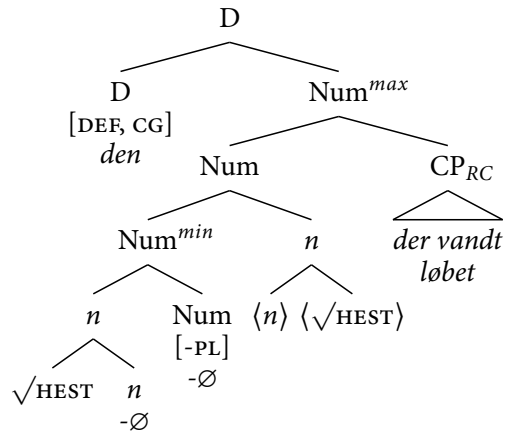 D
D Num^max
[DEF, CG]
den
Num CP_RC
Num^min n der vandt
løbet
n Num ⟨n⟩ ⟨√HEST⟩
[-PL]
-∅
√HEST n
-∅